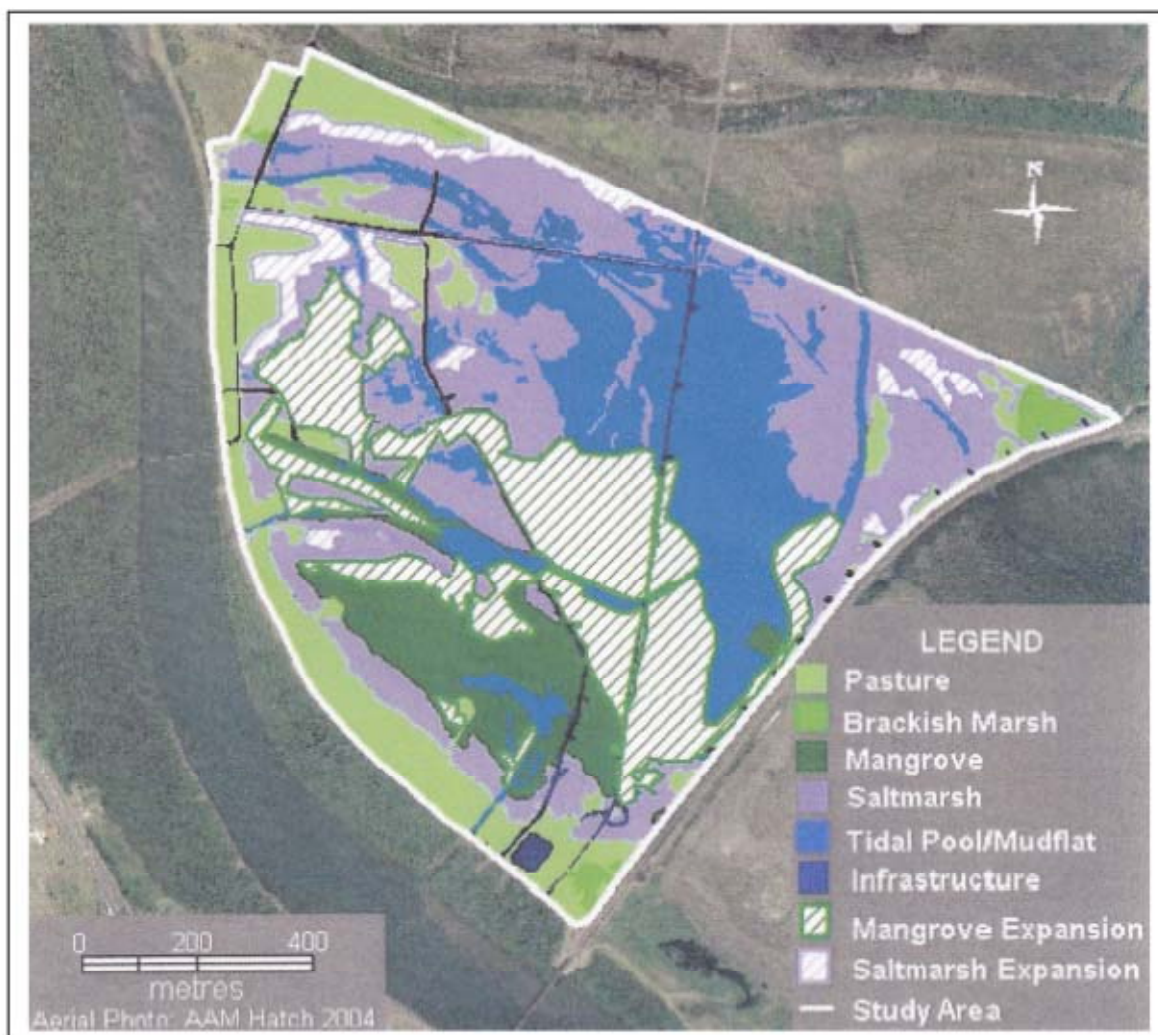 N
LEGEND
Pasture
Brackish Marsh
Mangrove
Saltmarsh
Tidal Pool/Mudflat
Infrastructure
Mangrove Expansion
Saltmarsh Expansion
Study Area
0 200 400
metres
Aerial Photo: AAM Hatch 2004